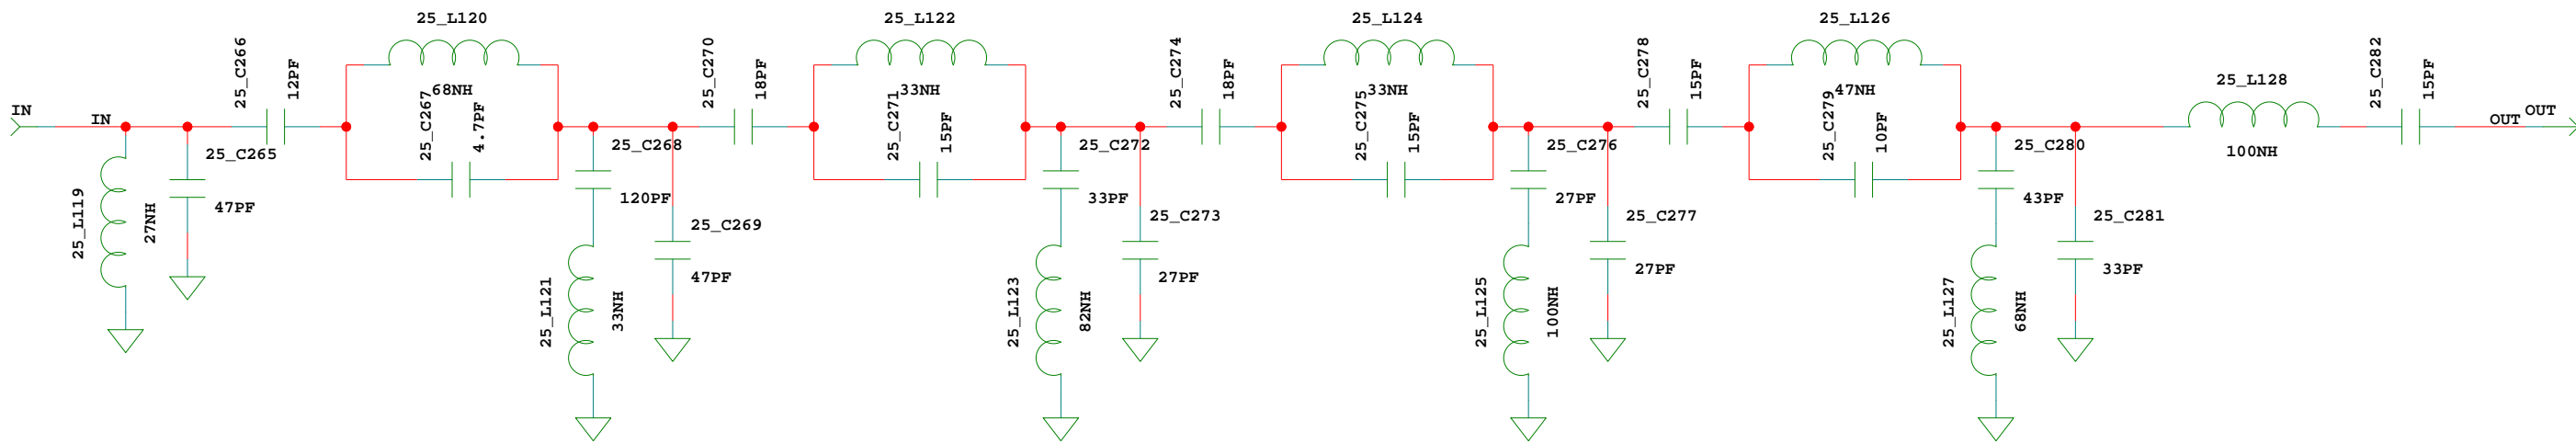 IN
IN
25_L119
27NH
25_C265
47PF
25_C266
12PF
25_L120
68NH
25_C267
4.7PF
25_C268
120PF
25_L121
33NH
25_C269
47PF
25_C270
18PF
25_L122
33NH
25_C271
15PF
25_C272
33PF
25_L123
82NH
25_C273
27PF
25_C274
18PF
25_L124
33NH
25_C275
15PF
25_C276
27PF
25_L125
100NH
25_C277
27PF
25_C278
15PF
25_L126
47NH
25_C279
10PF
25_C280
43PF
25_L127
68NH
25_C281
33PF
25_L128
100NH
25_C282
15PF
OUT
OUT